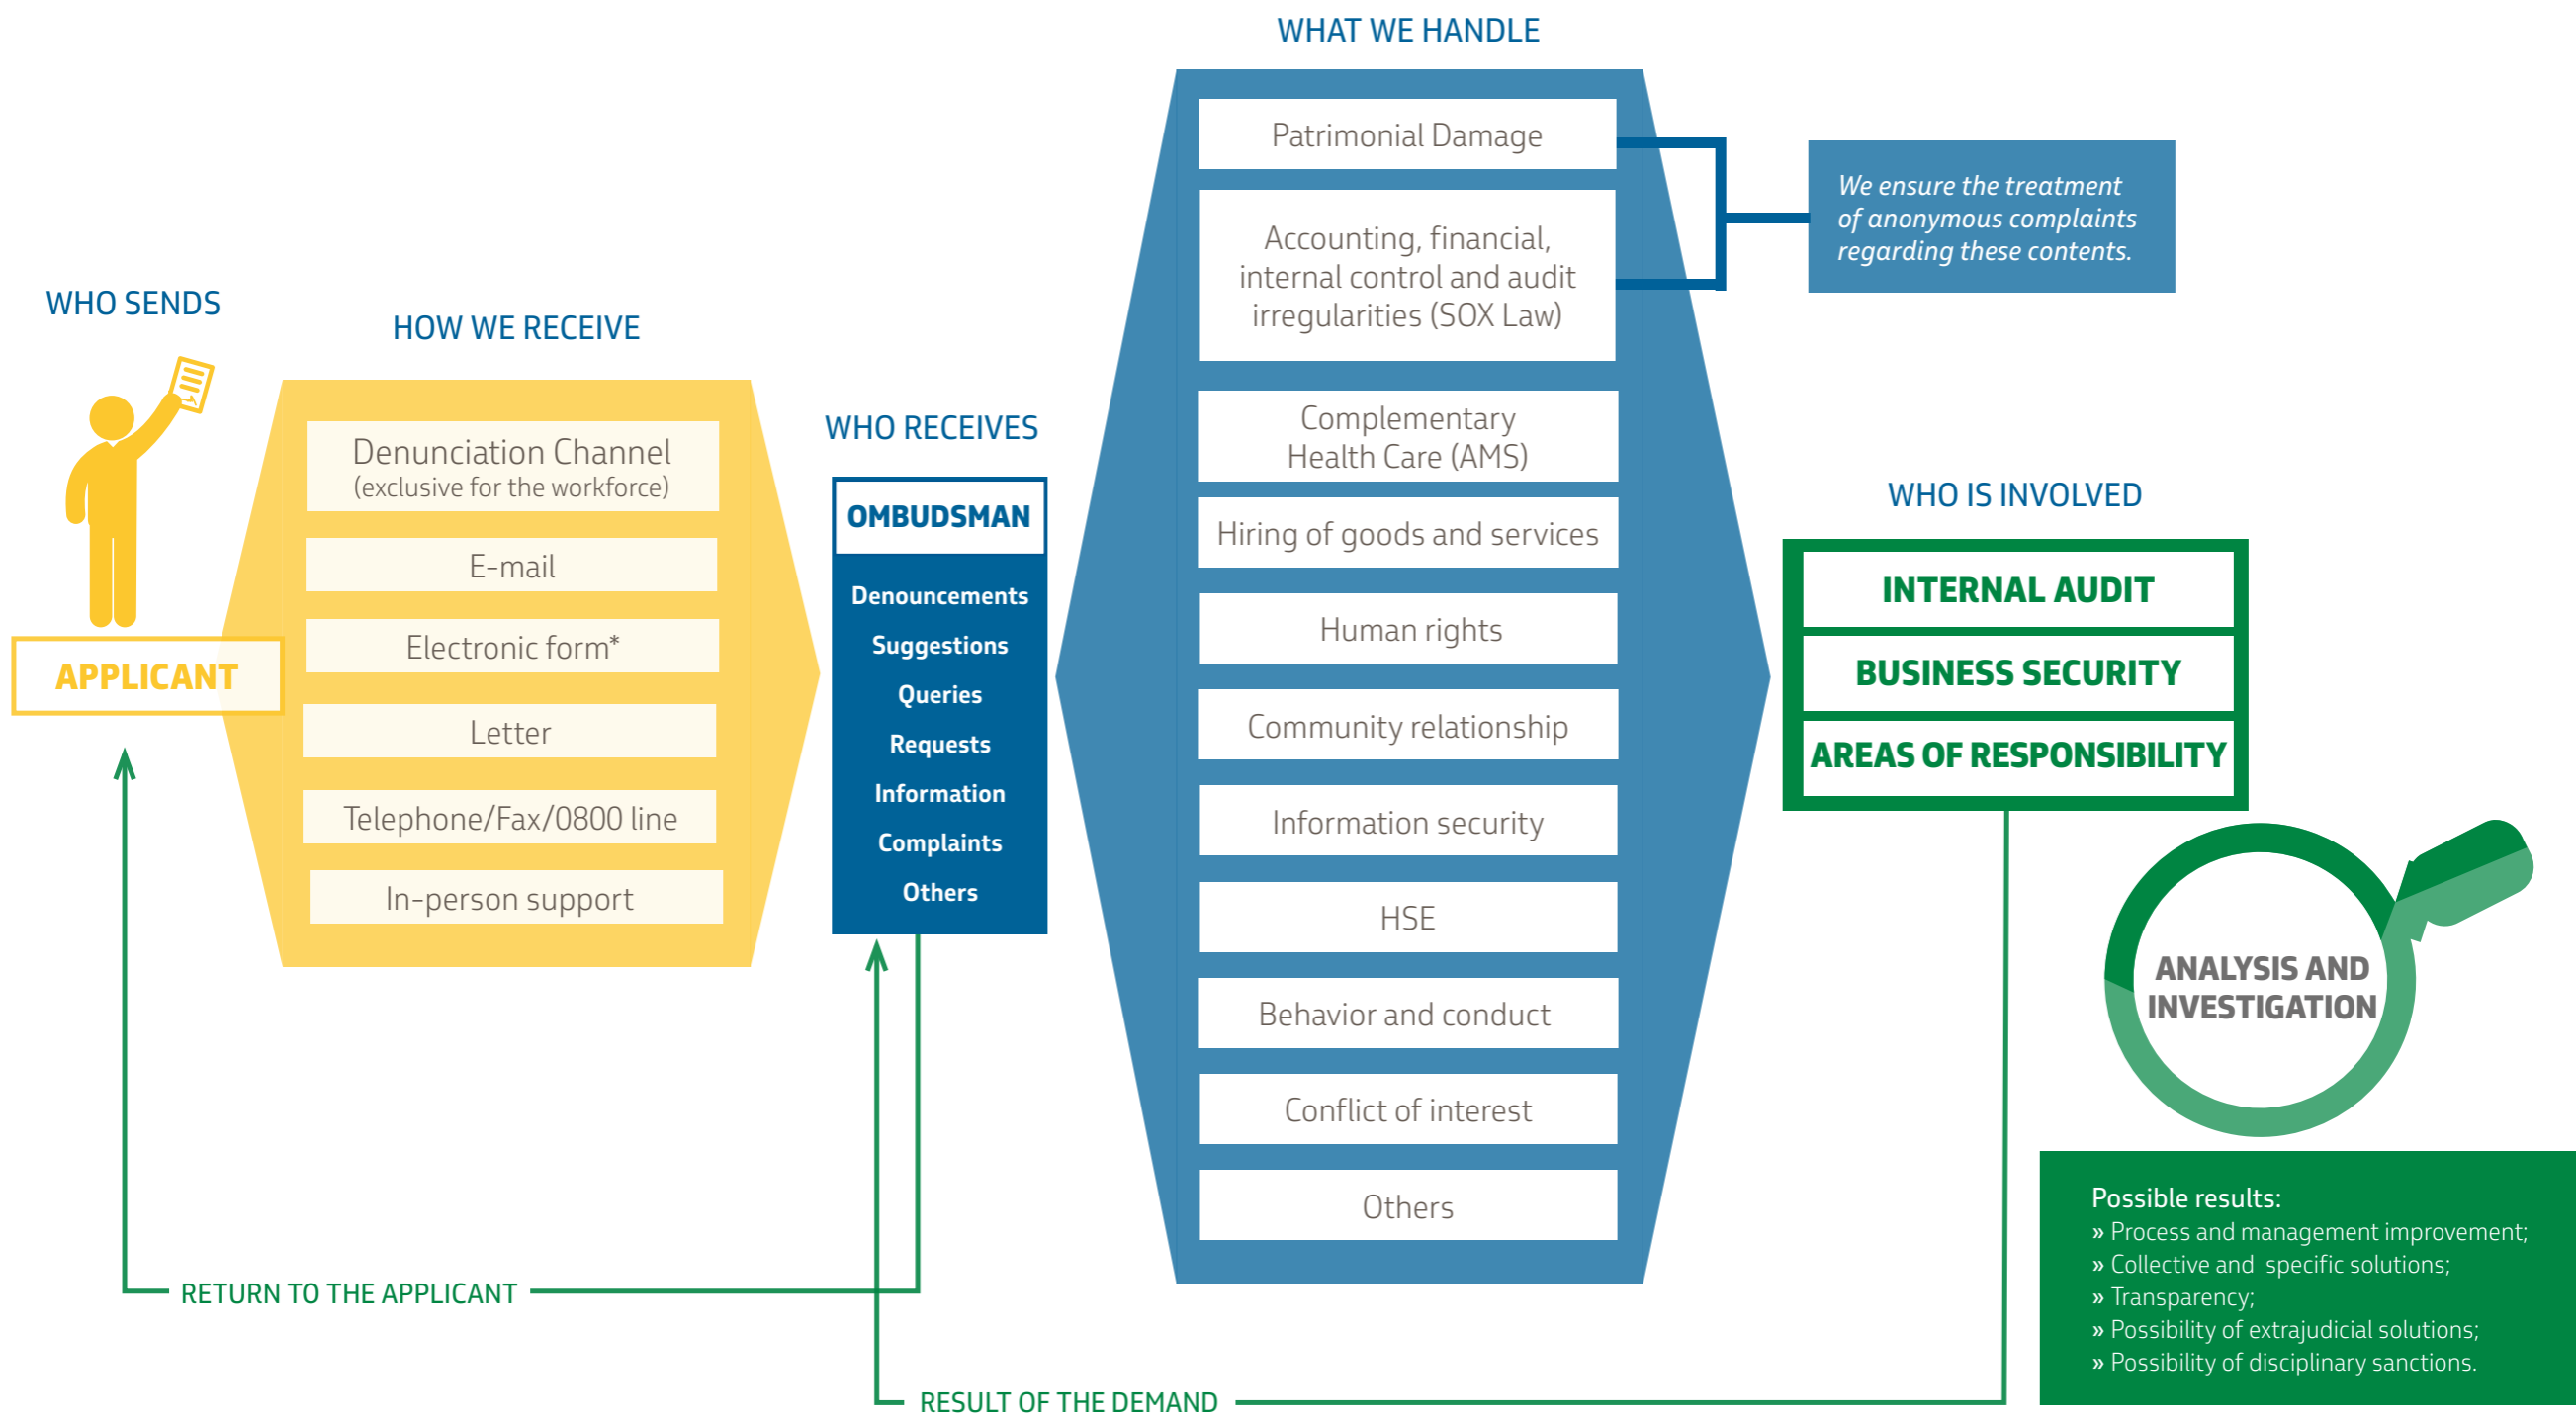 WHO SENDS
APPLICANT
HOW WE RECEIVE
Denunciation Channel
(exclusive for the workforce)
E-mail
Electronic form*
Letter
Telephone/Fax/0800 line
In-person support
WHO RECEIVES
OMBUDSMAN
Denouncements
Suggestions
Queries
Requests
Information
Complaints
Others
WHAT WE HANDLE
Patrimonial Damage
Accounting, financial,
internal control and audit
irregularities (SOX Law)
Complementary
Health Care (AMS)
Hiring of goods and services
Human rights
Community relationship
Information security
HSE
Behavior and conduct
Conflict of interest
Others
We ensure the treatment
of anonymous complaints
regarding these contents.
WHO IS INVOLVED
INTERNAL AUDIT
BUSINESS SECURITY
AREAS OF RESPONSIBILITY
ANALYSIS AND
INVESTIGATION
Possible results:
» Process and management improvement;
» Collective and specific solutions;
» Transparency;
» Possibility of extrajudicial solutions;
» Possibility of disciplinary sanctions.
RETURN TO THE APPLICANT
RESULT OF THE DEMAND